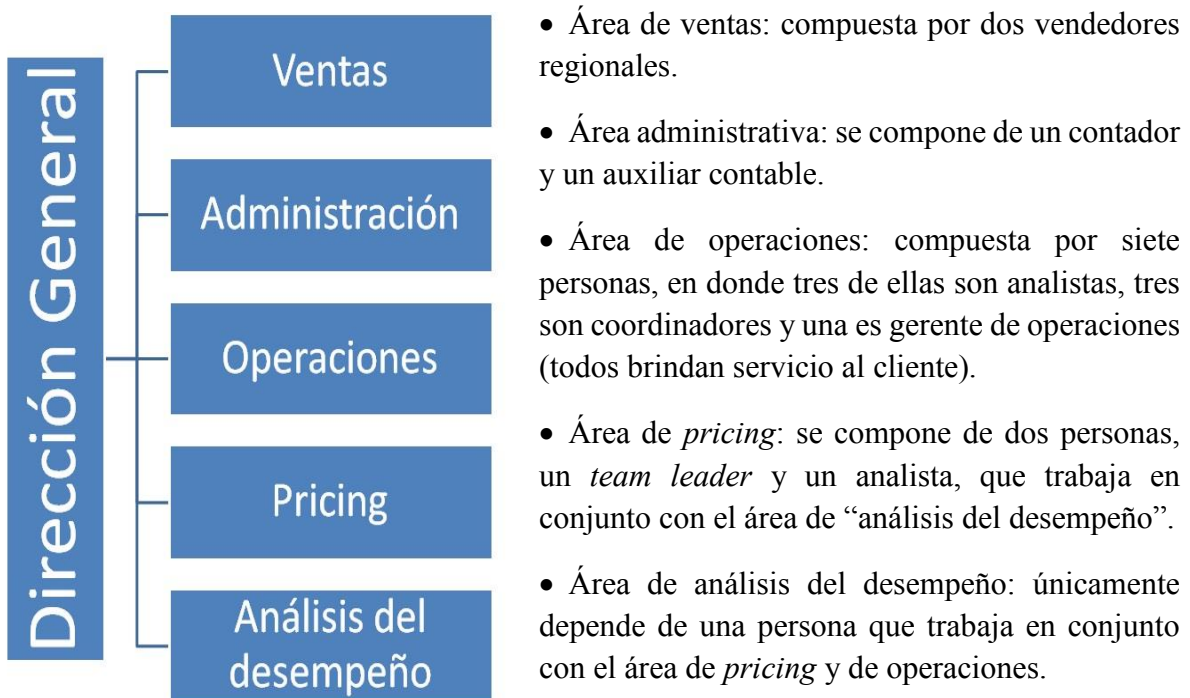 Dirección General
Ventas
Administración
Operaciones
Pricing
Análisis del
desempeño
• Área de ventas: compuesta por dos vendedores
regionales.
• Área administrativa: se compone de un contador
y un auxiliar contable.
• Área de operaciones: compuesta por siete
personas, en donde tres de ellas son analistas, tres
son coordinadores y una es gerente de operaciones
(todos brindan servicio al cliente).
• Área de pricing: se compone de dos personas,
un team leader y un analista, que trabaja en
conjunto con el área de “análisis del desempeño”.
• Área de análisis del desempeño: únicamente
depende de una persona que trabaja en conjunto
con el área de pricing y de operaciones.